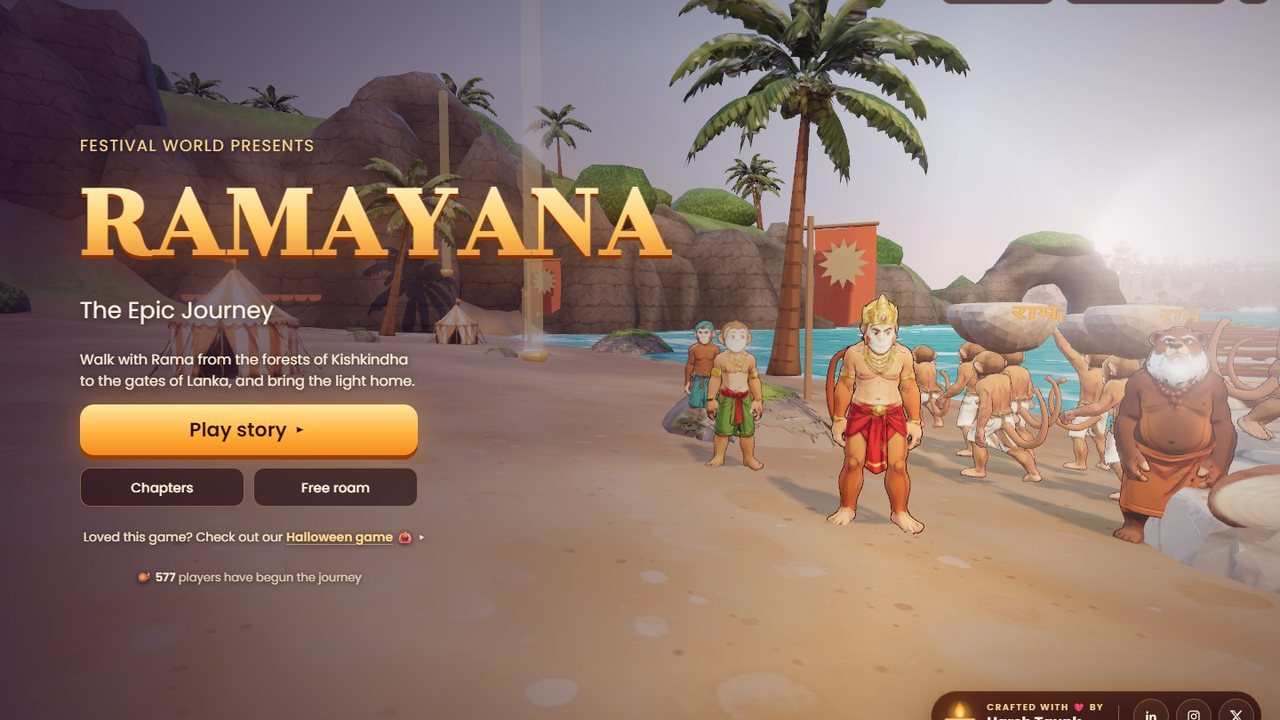 FESTIVAL WORLD PRESENTS
RAMAYANA
The Epic Journey
Walk with Rama from the forests of Kishkindha
to the gates of Lanka, and bring the light home.
Play story
Chapters
Free roam
Loved this game? Check out our Halloween game
577 players have begun the journey
राम
राम
CRAFTED WITH BY
in